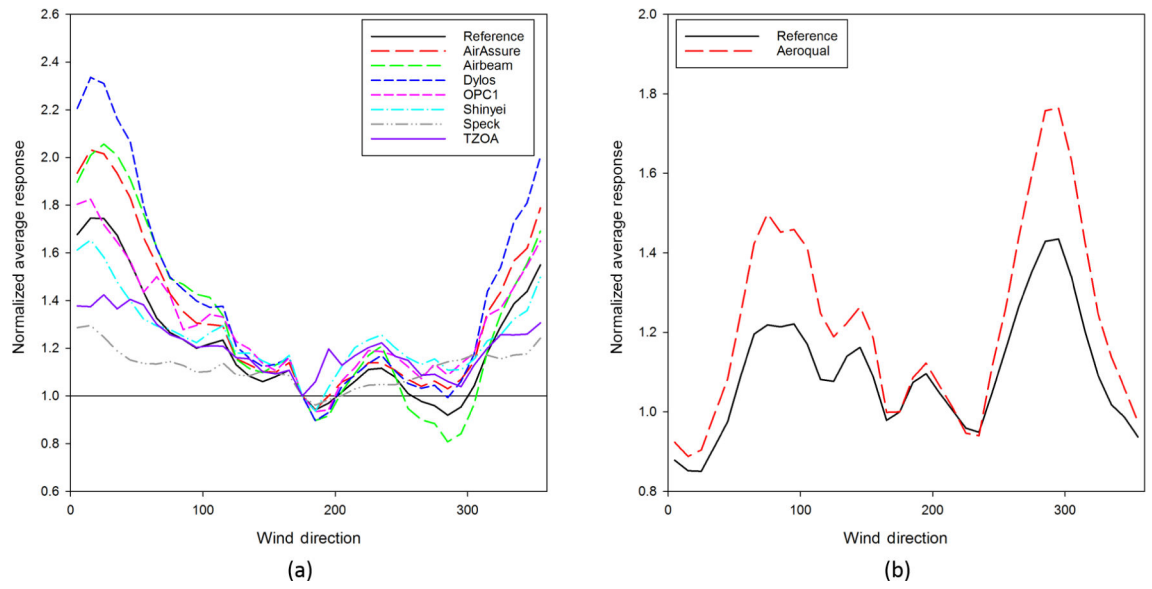 2.6
2.4
2.2
2.0
1.8
1.6
1.4
1.2
1.0
0.8
0.6
Normalized average response
0
100
200
300
Wind direction
Reference
AirAssure
Airbeam
Dylos
OPC1
Shinyei
Speck
TZOA
(a)
2.0
1.8
1.6
1.4
1.2
1.0
0.8
Normalized average response
0
100
200
300
Wind direction
Reference
Aeroqual
(b)